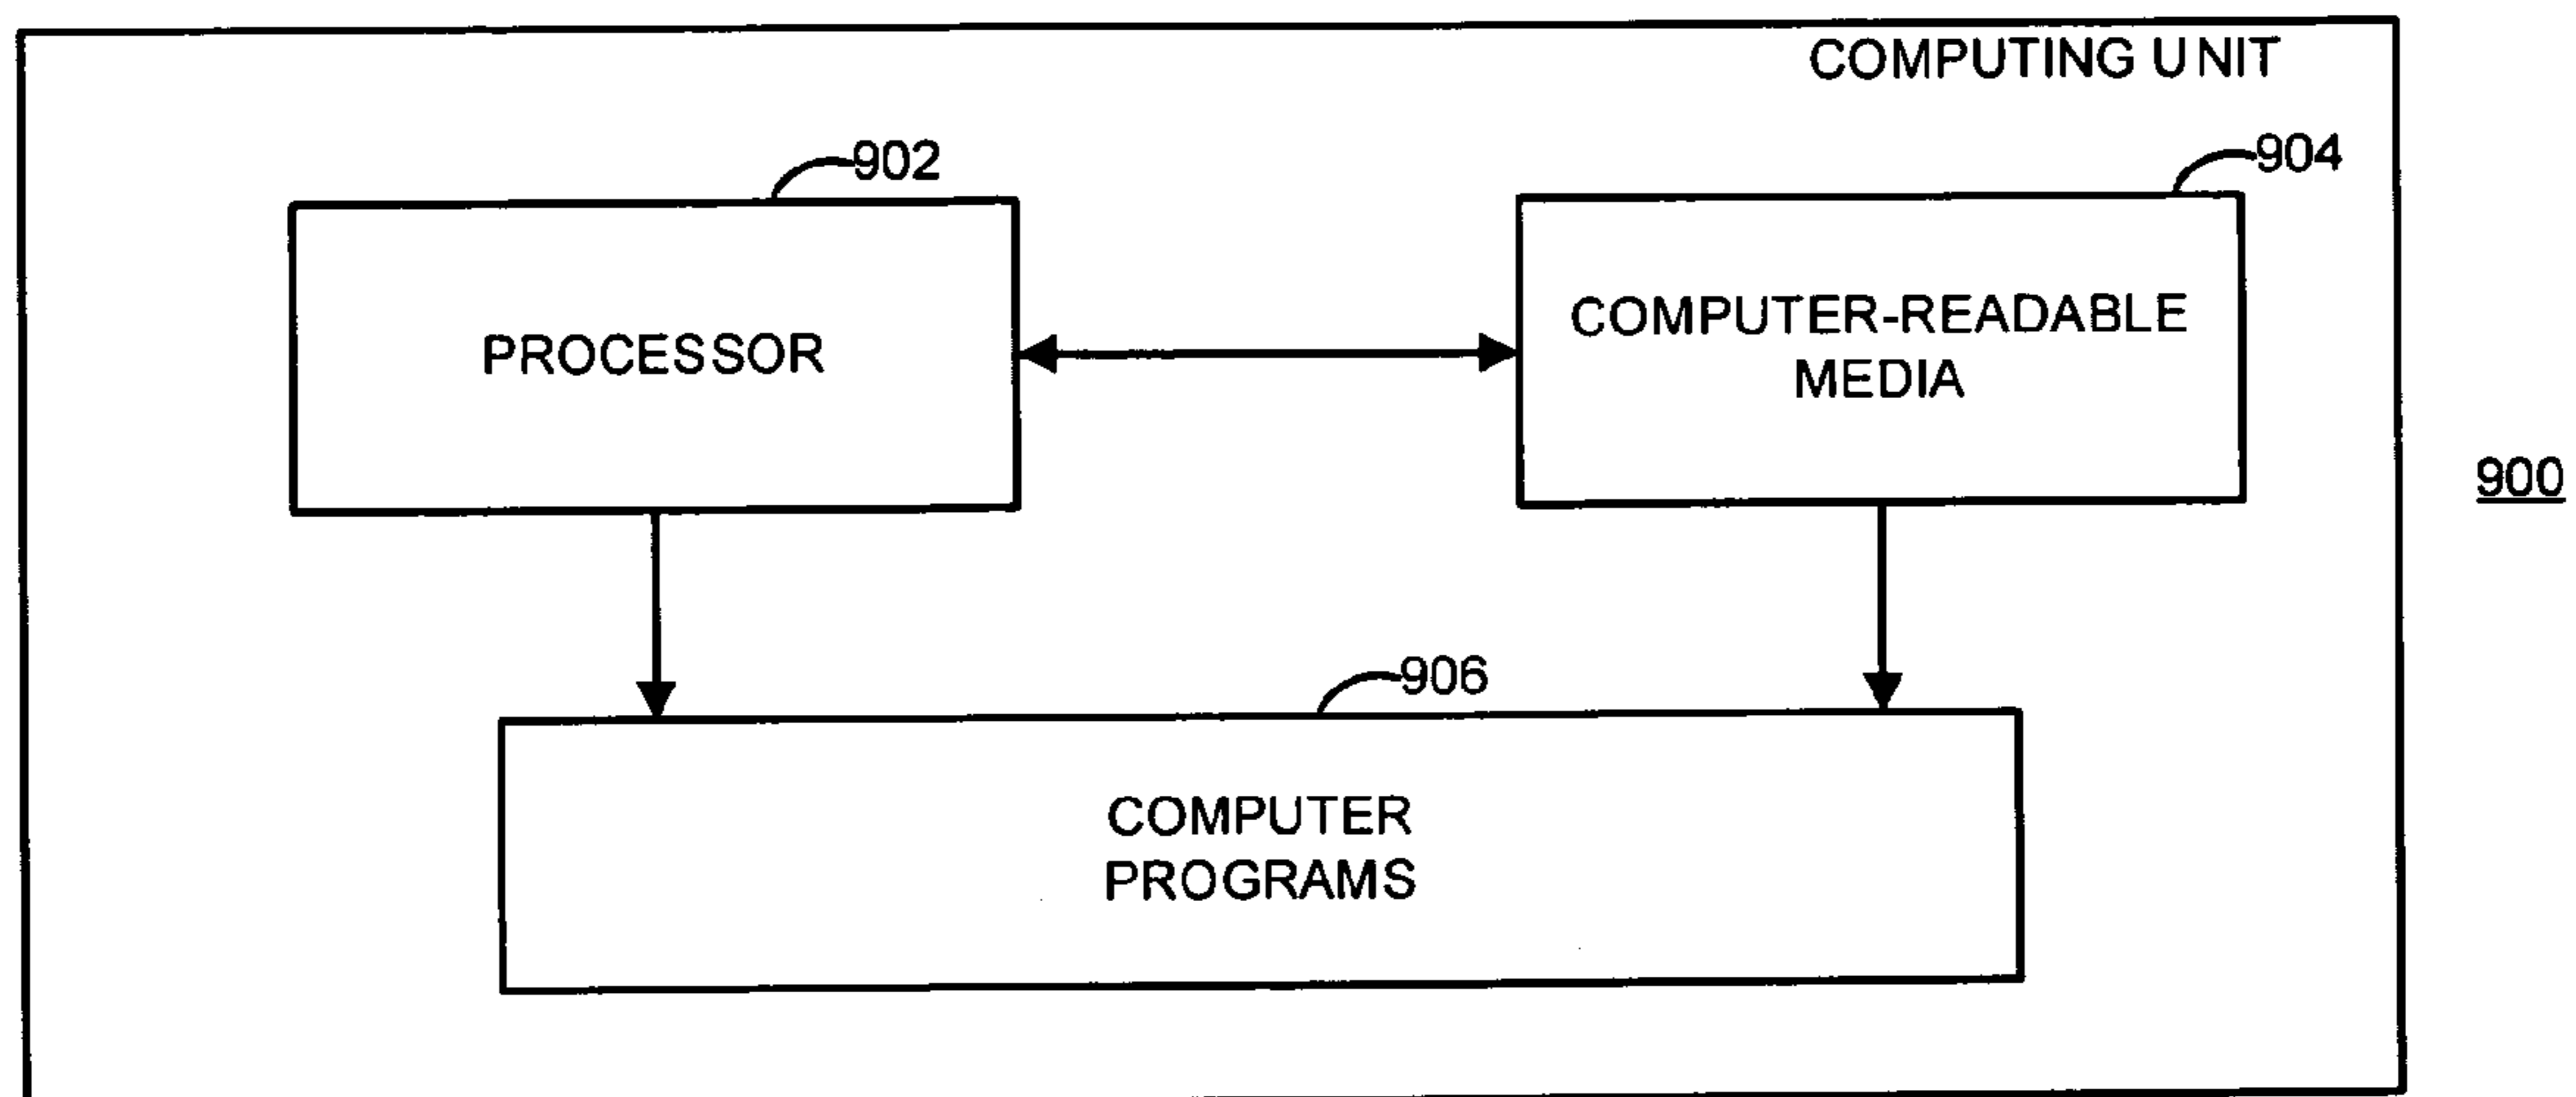 COMPUTING UNIT
902
904
PROCESSOR
COMPUTER-READABLE
MEDIA
900
906
COMPUTER
PROGRAMS